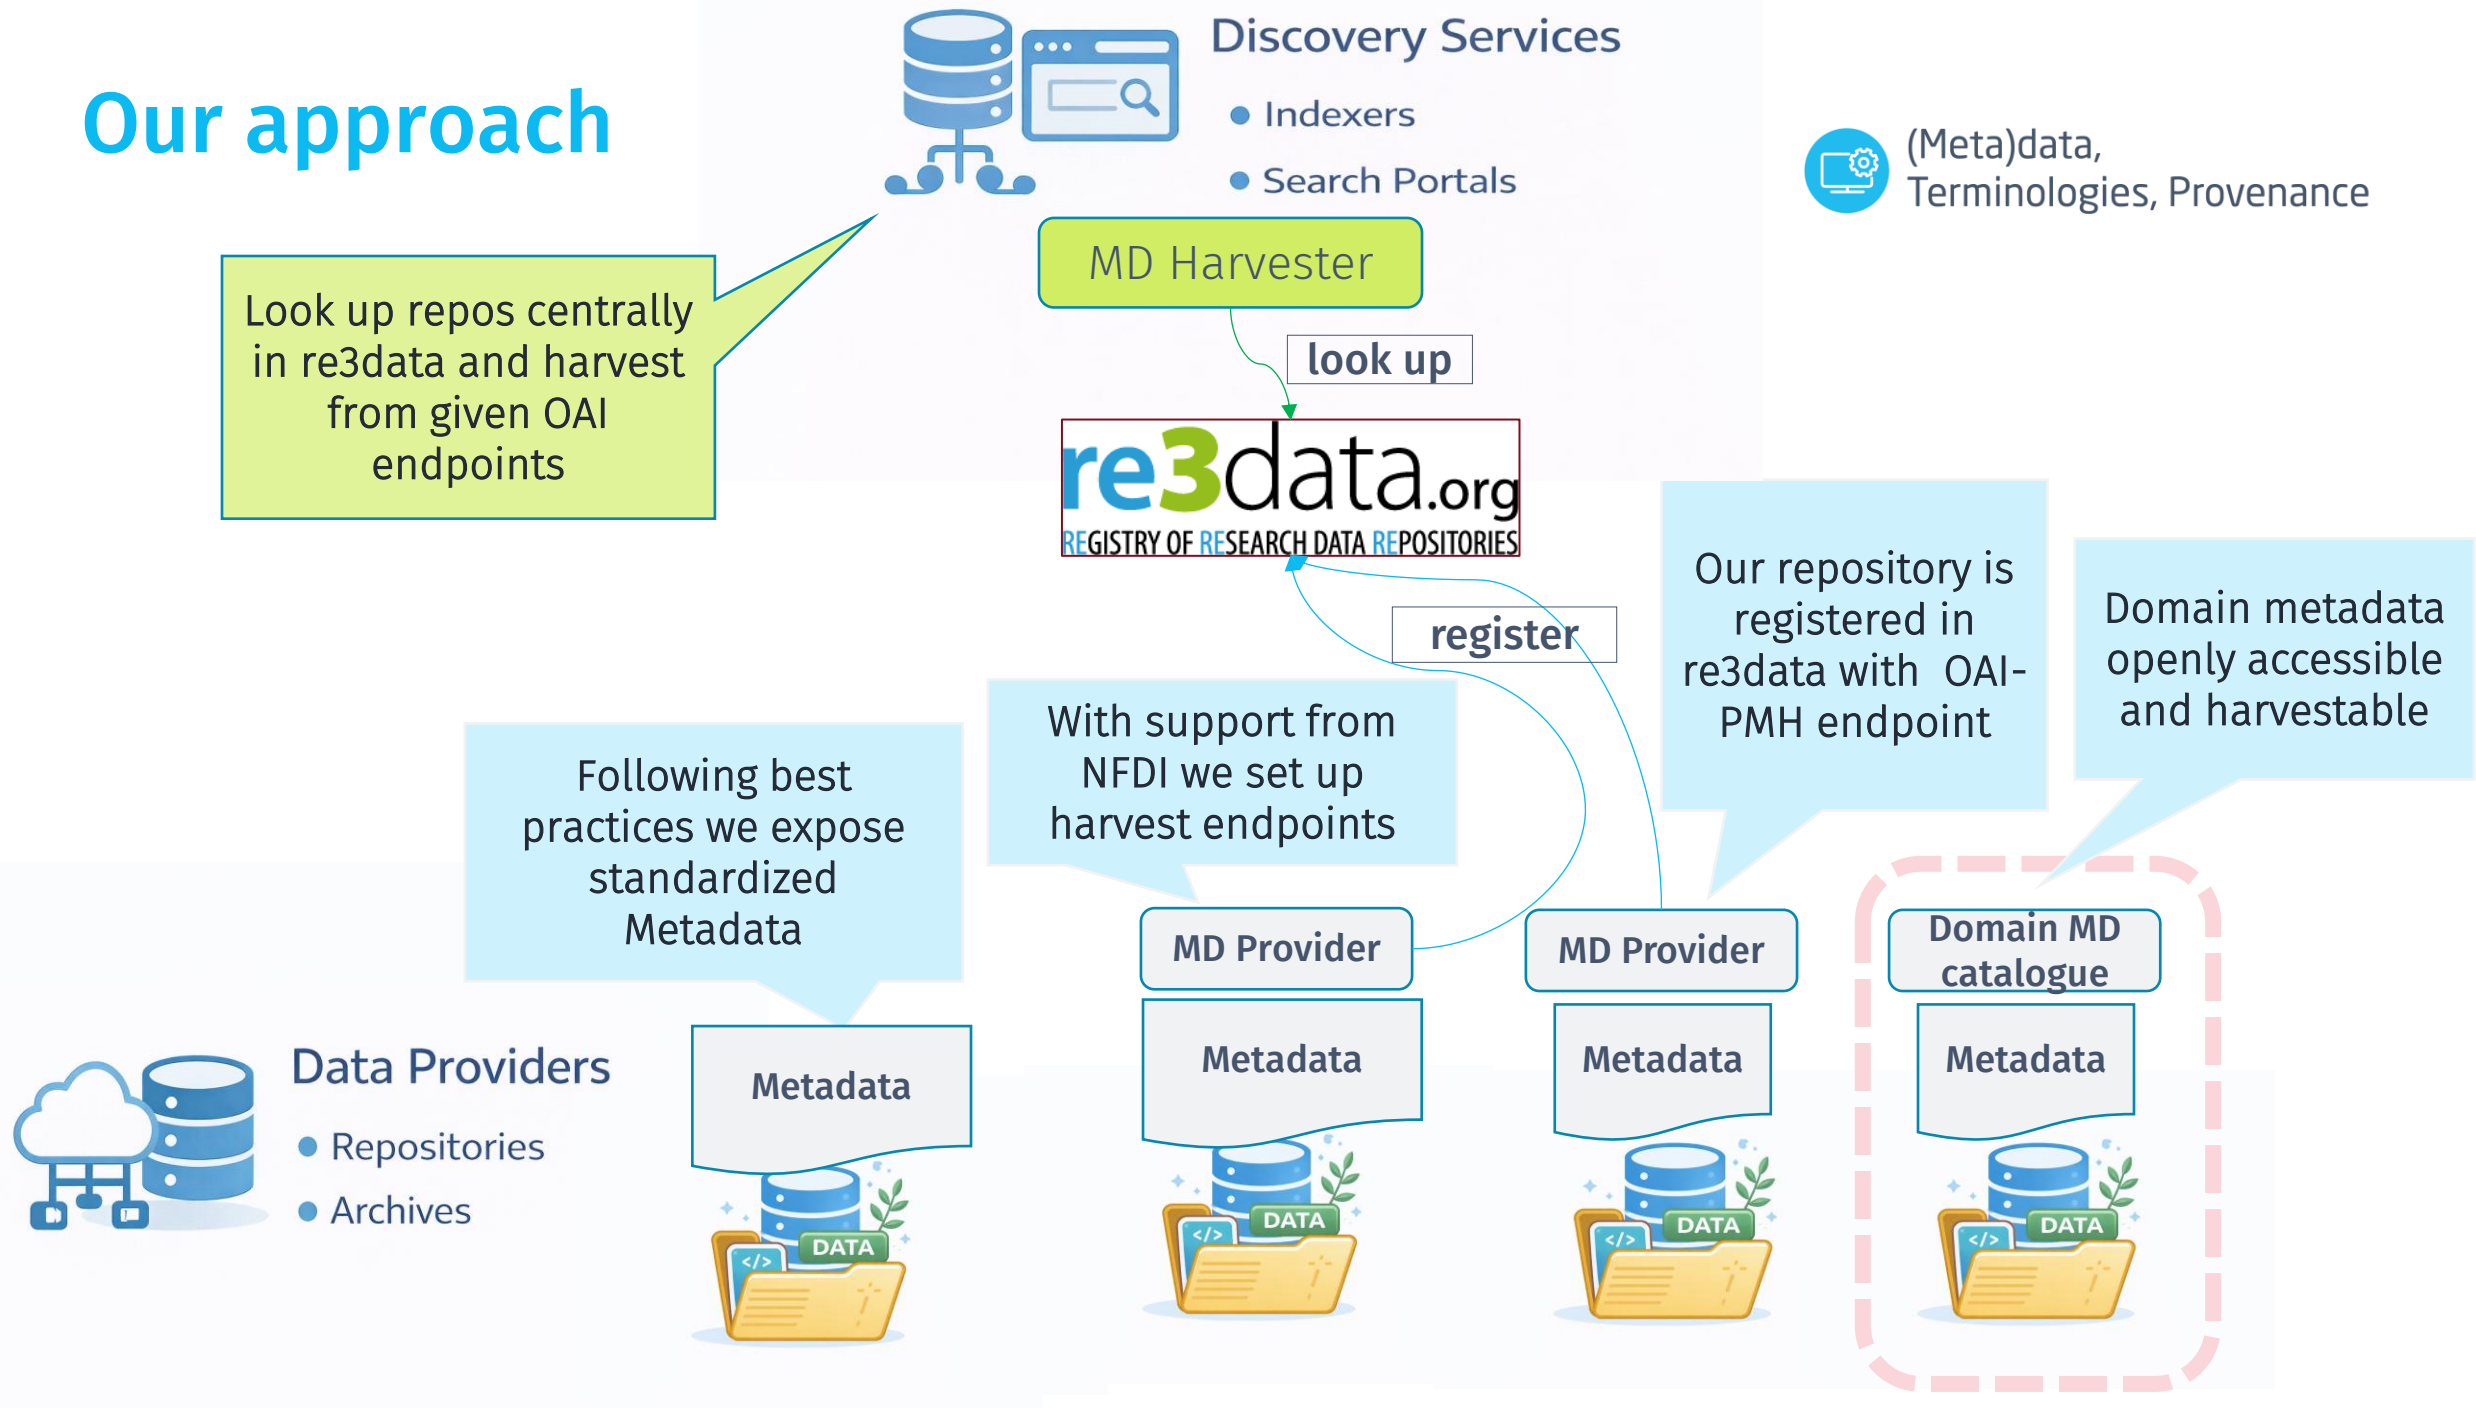 Our approach
Discovery Services
• Indexers
• Search Portals
(Meta)data,
Terminologies, Provenance
MD Harvester
Look up repos centrally
in re3data and harvest
from given OAI
endpoints
look up
re3data.org
REGISTRY OF RESEARCH DATA REPOSITORIES
register
Our repository is
registered in
re3data with OAI-
PMH endpoint
Domain metadata
openly accessible
and harvestable
With support from
NFDI we set up
harvest endpoints
Following best
practices we expose
standardized
Metadata
MD Provider
MD Provider
Domain MD
catalogue
Data Providers
• Repositories
• Archives
Metadata
Metadata
Metadata
Metadata
DATA
</>
DATA
</>
DATA
</>
DATA
</>